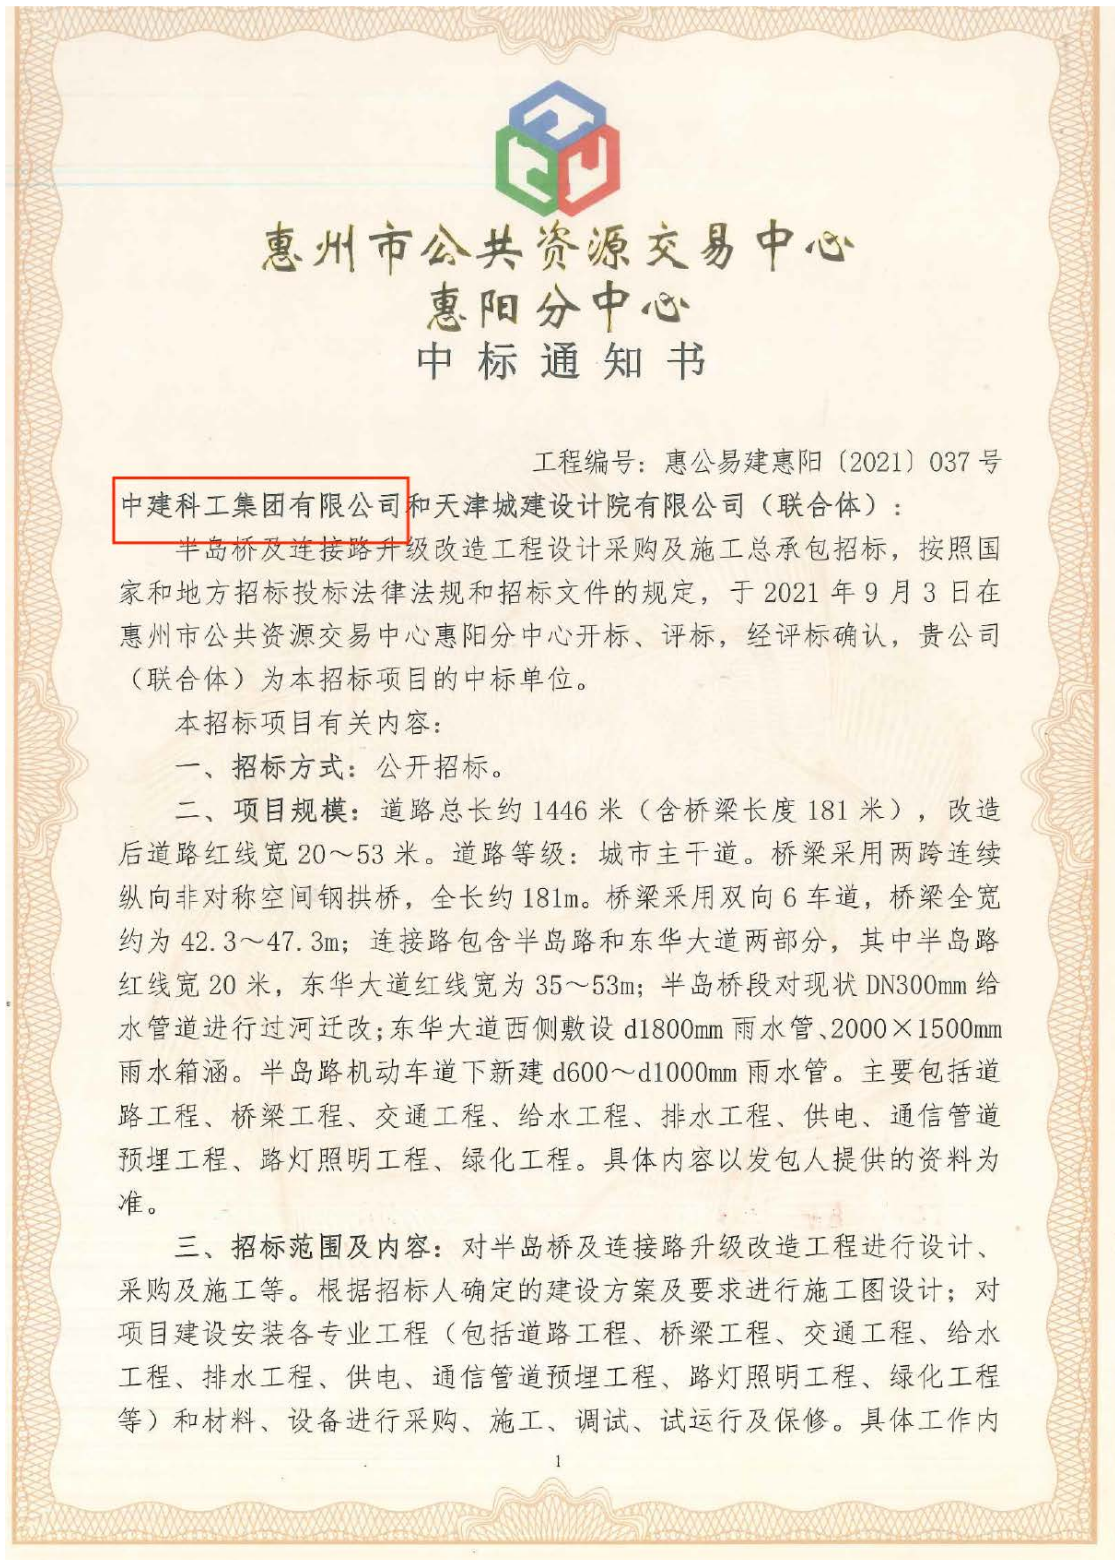 惠州市公共资源交易中心
惠阳分中心
中标通知书
工程编号：惠公易建惠阳〔2021〕037号
中建科工集团有限公司和天津城建设计院有限公司（联合体）：
半岛桥及连接路升级改造工程设计采购及施工总承包招标，按照国
家和地方招标投标法律法规和招标文件的规定，于2021年9月3日在
惠州市公共资源交易中心惠阳分中心开标、评标，经评标确认，贵公司
（联合体）为本招标项目的中标单位。
本招标项目有关内容：
一、招标方式：公开招标。
二、项目规模：道路总长约1446米（含桥梁长度181米），改造
后道路红线宽20～53米。道路等级：城市主干道。桥梁采用两跨连续
纵向非对称空间钢拱桥，全长约181m。桥梁采用双向6车道，桥梁全宽
约为42.3～47.3m；连接路包含半岛路和东华大道两部分，其中半岛路
红线宽20米，东华大道红线宽为35～53m；半岛桥段对现状DN300mm给
水管道进行过河迁改；东华大道西侧敷设d1800mm雨水管、2000×1500mm
雨水箱涵。半岛路机动车道下新建d600～d1000mm雨水管。主要包括道
路工程、桥梁工程、交通工程、给水工程、排水工程、供电、通信管道
预埋工程、路灯照明工程、绿化工程。具体内容以发包人提供的资料为
准。
三、招标范围及内容：对半岛桥及连接路升级改造工程进行设计、
采购及施工等。根据招标人确定的建设方案及要求进行施工图设计；对
项目建设安装各专业工程（包括道路工程、桥梁工程、交通工程、给水
工程、排水工程、供电、通信管道预埋工程、路灯照明工程、绿化工程
等）和材料、设备进行采购、施工、调试、试运行及保修。具体工作内
1